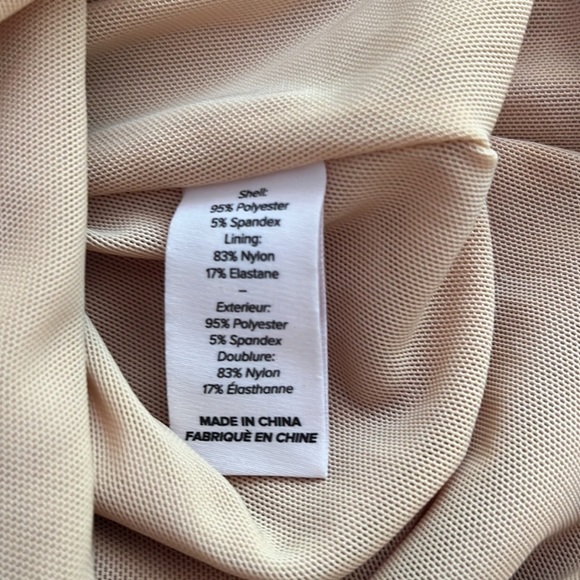 Shell:
95% Polyester
5% Spandex
Lining:
83% Nylon
17% Elastane
–
Exterieur:
95% Polyester
5% Spandex
Doublure:
83% Nylon
17% Élasthanne
MADE IN CHINA
FABRIQUÈ EN CHINE